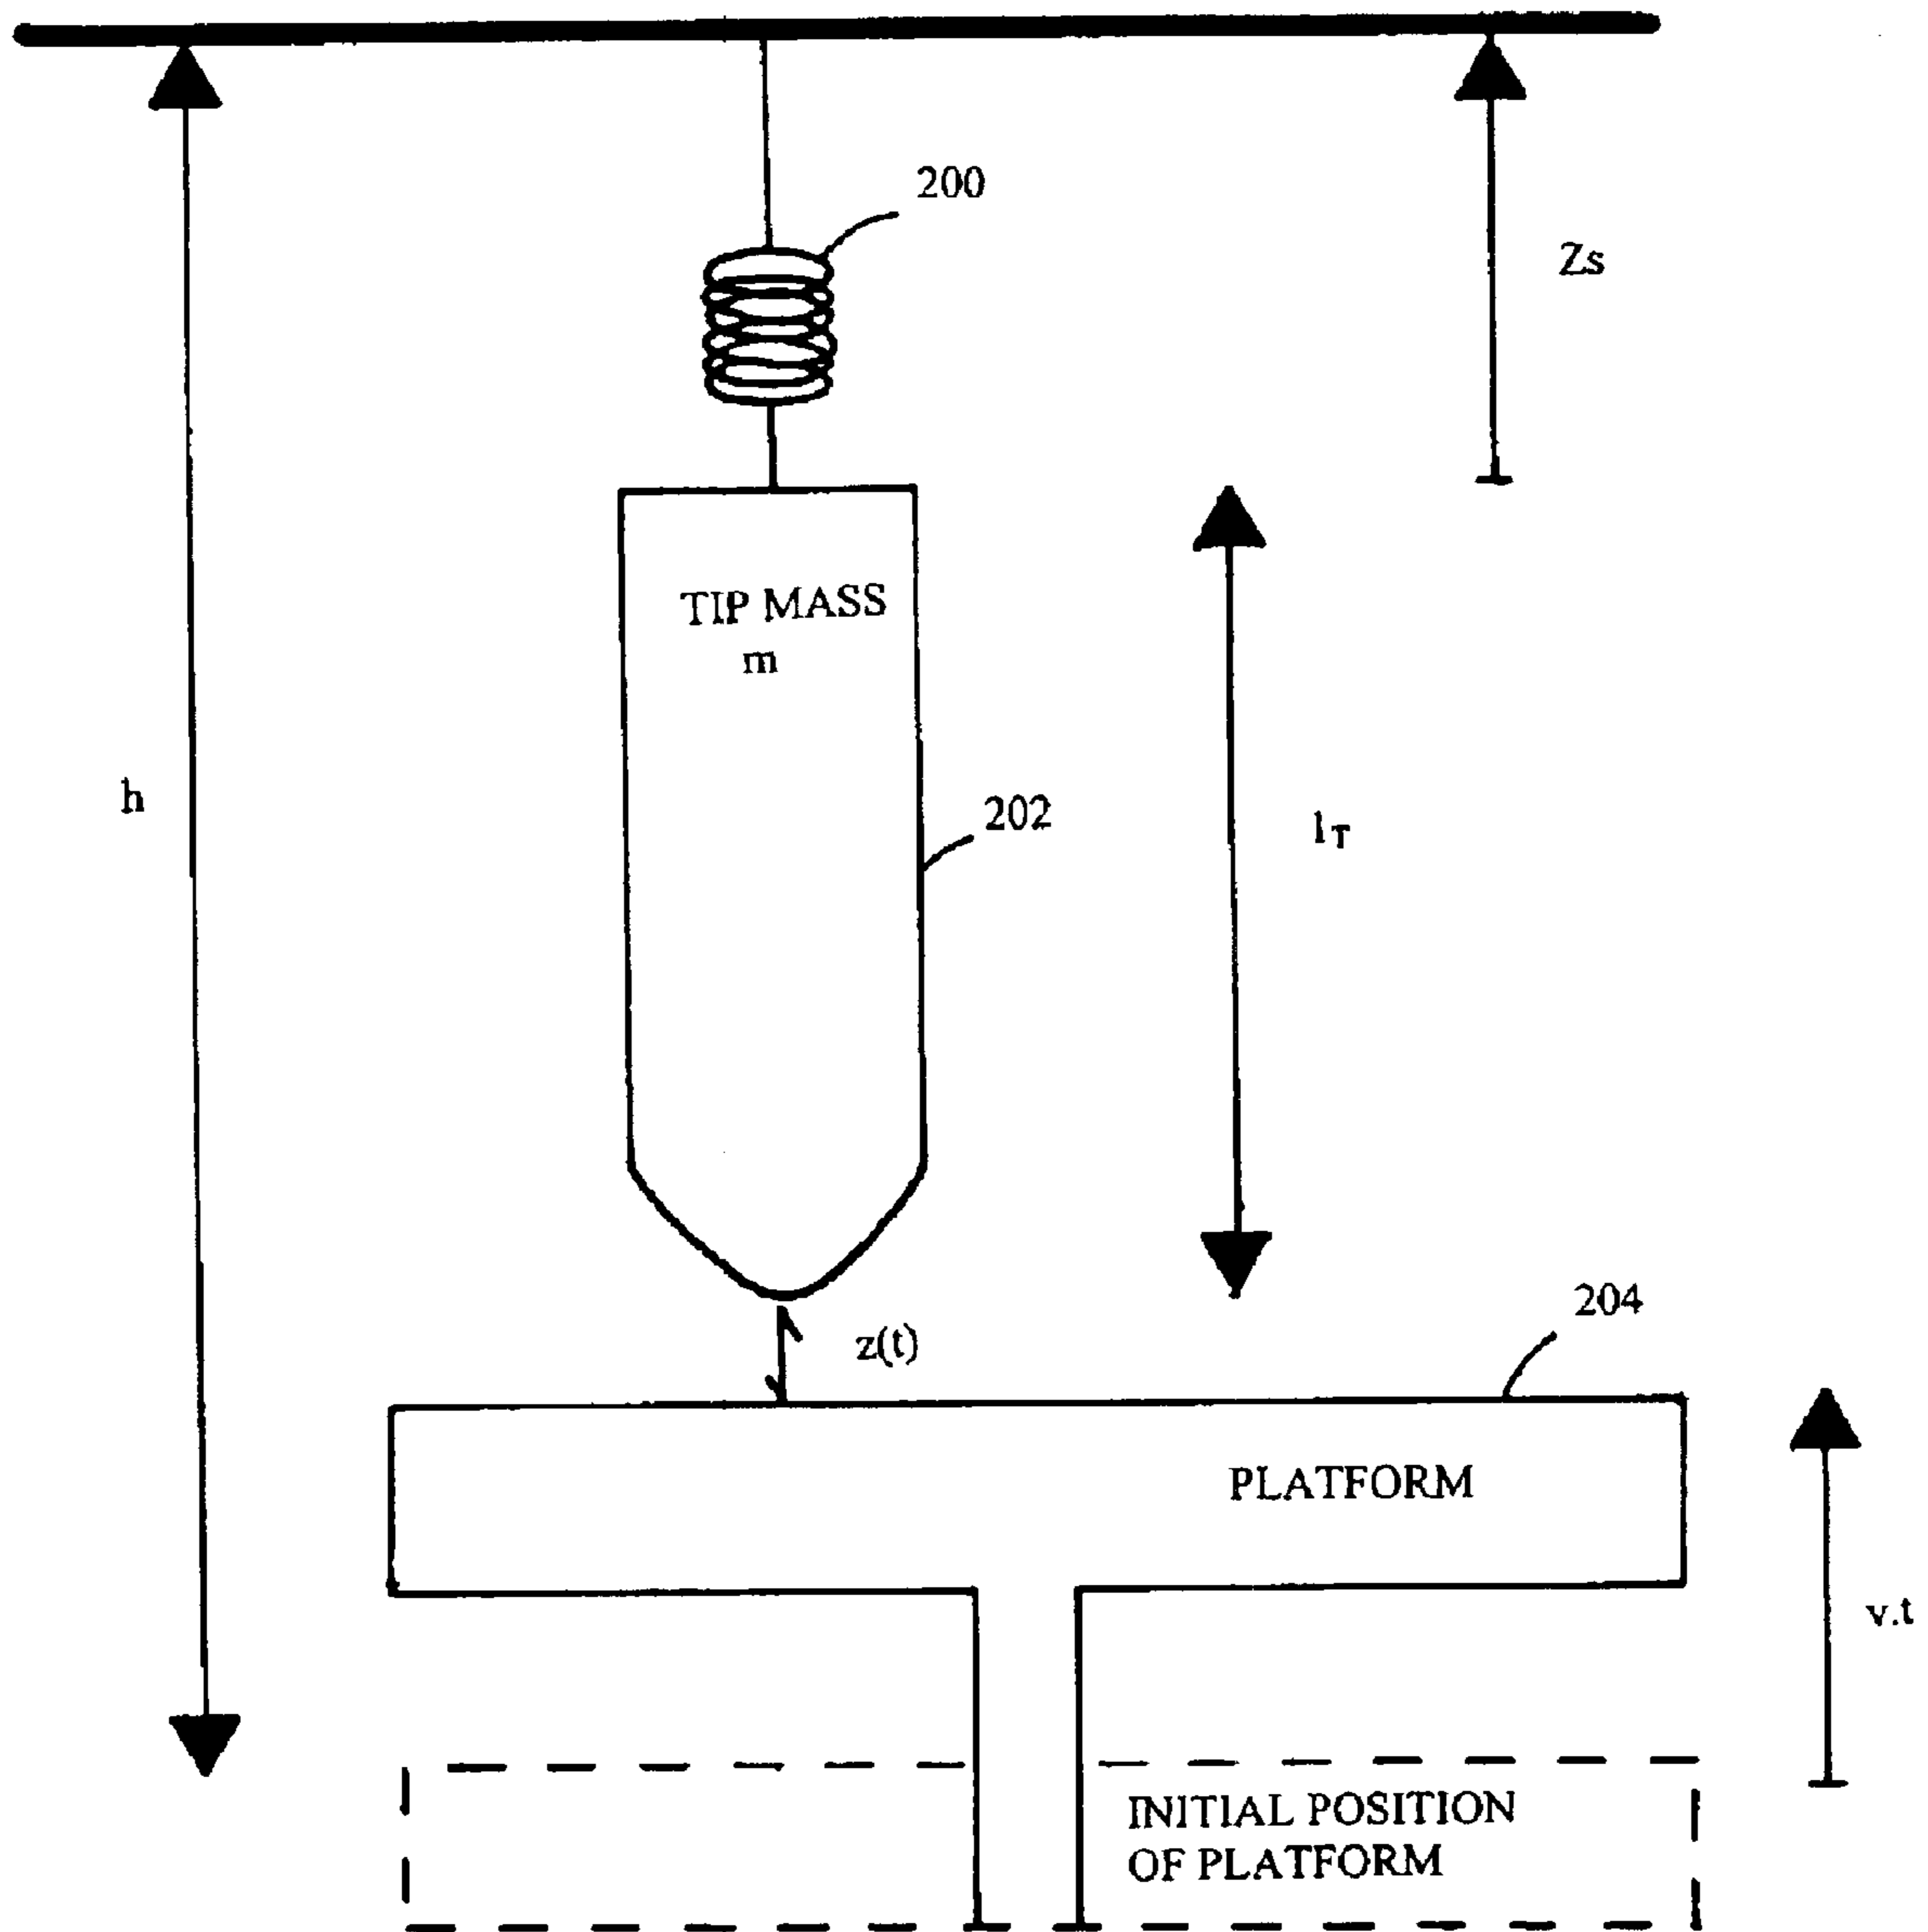 200
Zs
TIP MASS
m
h
202
lT
204
z(t)
PLATFORM
v.t
INITIAL POSITION
OF PLATFORM